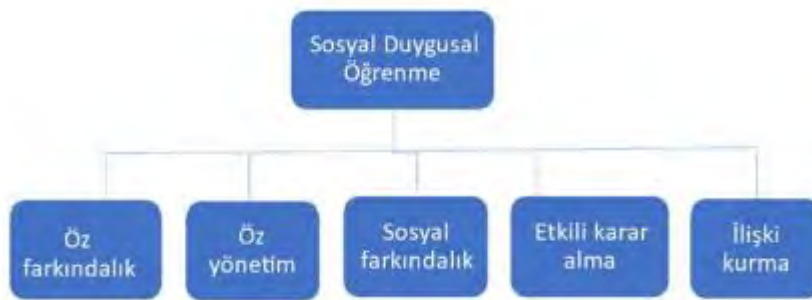 Sosyal Duygusal
Öğrenme
Öz
farkındalık
Öz
yönetim
Sosyal
farkındalık
Etkili karar
alma
İlişki
kurma